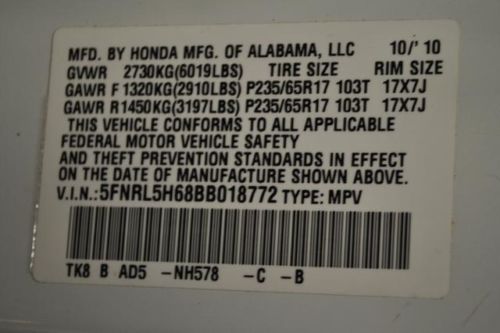 MFD. BY HONDA MFG. OF ALABAMA, LLC 10/' 10
GVWR 2730KG(6019LBS) TIRE SIZE RIM SIZE
GAWR F 1320KG(2910LBS) P235/65R17 103T 17X7J
GAWR R1450KG(3197LBS) P235/65R17 103T 17X7J
THIS VEHICLE CONFORMS TO ALL APPLICABLE
FEDERAL MOTOR VEHICLE SAFETY
AND THEFT PREVENTION STANDARDS IN EFFECT
ON THE DATE OF MANUFACTURE SHOWN ABOVE.
V.I.N.: 5FNRL5H68BB018772 TYPE: MPV
TK8 B AD5 -NH578 -C -B